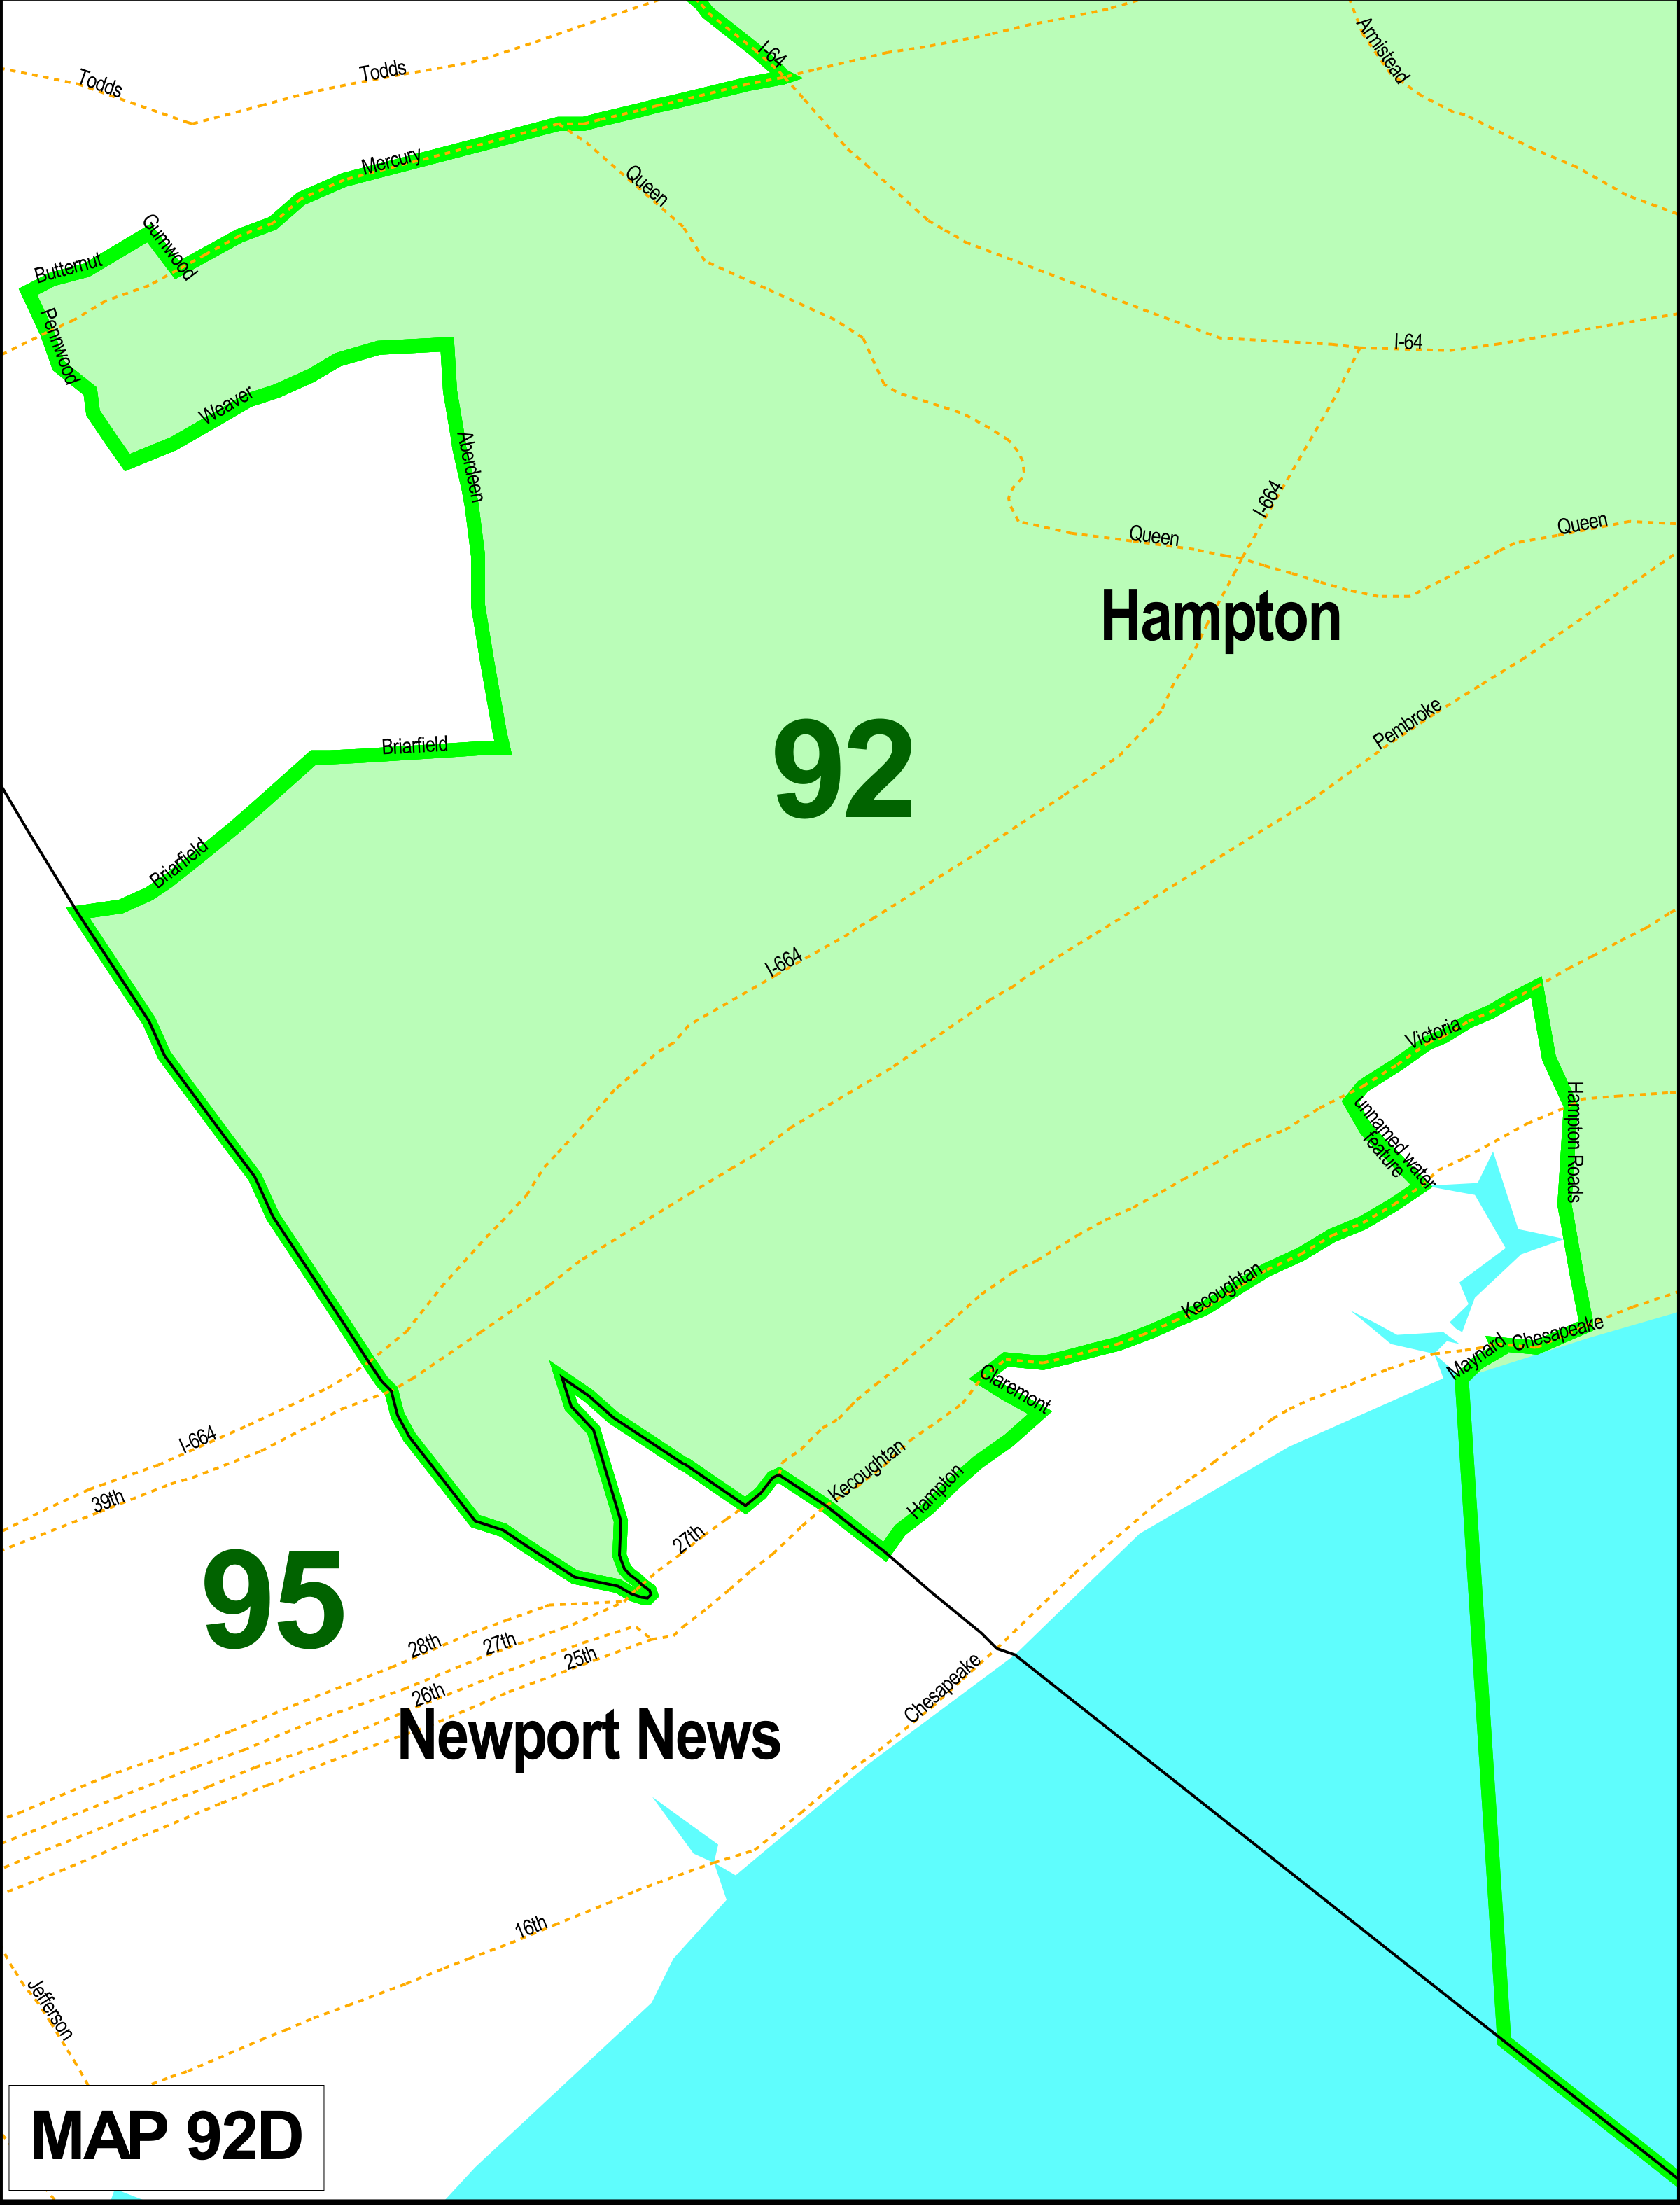 I-64
Armistead
Todds
Todds
Mercury
Queen
Gumwood
Butternut
Pennwood
I-64
Weaver
Aberdeen
I-664
Queen
Queen
Hampton
92
Pembroke
Briarfield
Briarfield
I-664
Victoria
unnamed water
feature
Hampton Roads
Kecoughtan
Chesapeake
Maynard
Claremont
I-664
Kecoughtan
Hampton
39th
27th
95
28th
27th
25th
26th
Chesapeake
Newport News
16th
Jefferson
MAP 92D